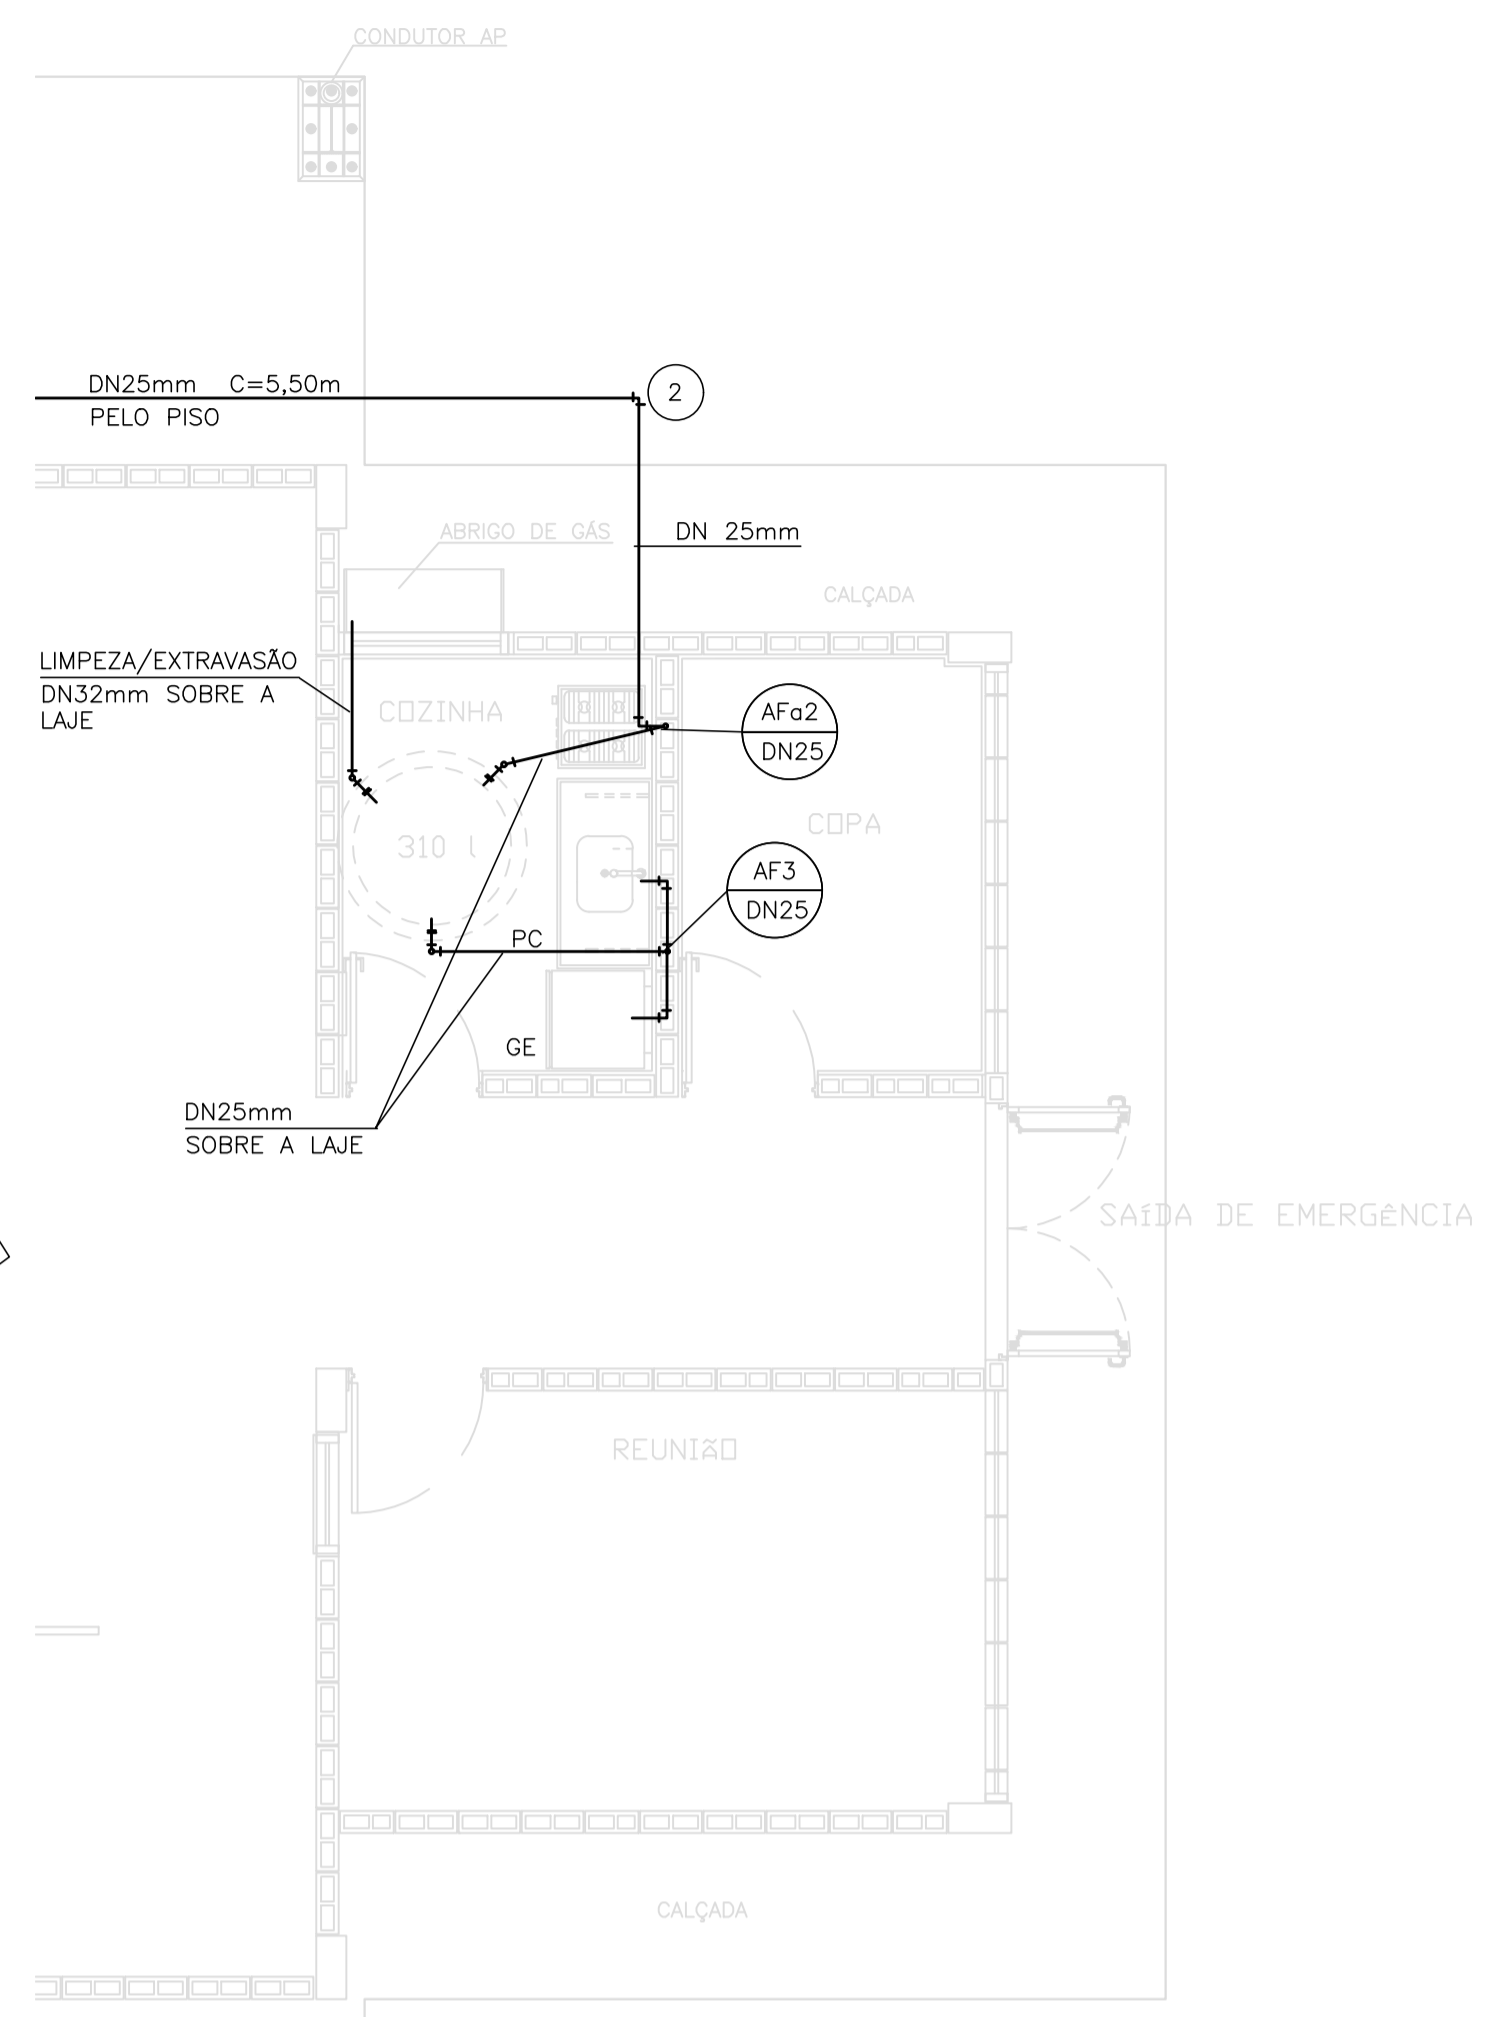 CONDUTOR AP
DN25mm C=5,50m
PELO PISO
2
ABRIGO DE GÁS
DN 25mm
CALÇADA
LIMPEZA/EXTRAVASÃO
DN32mm SOBRE A
LAJE
COZINHA
AFa2
DN25
COPA
310 l
AF3
DN25
PC
GE
DN25mm
SOBRE A LAJE
SAÍDA DE EMERGÊNCIA
REUNIÃO
CALÇADA